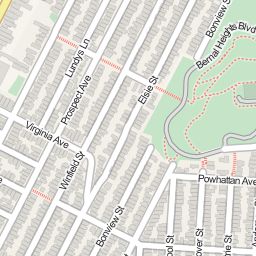 Bonview St
Bernal Heights Blvd
Lundys Ln
Prospect Ave
Elsie St
Virginia Ave
Winfield St
Powhattan Ave
Bonview St